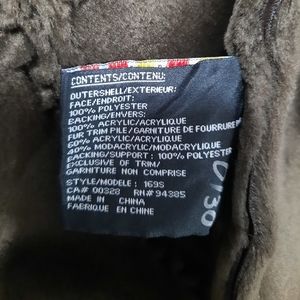 CONTENTS/CONTENU:
OUTERSHELL/EXTERIEUR:
FACE/ENDROIT:
100% POLYESTER
BACKING/ENVERS:
100% ACRYLIC/ACRYLIQUE
FUR TRIM PILE/GARNITURE DE FOURRURE
60% ACRYLIC/ACRYLIQUE
40% MODACRYLIC/MODACRYLIQUE
BACKING/SUPPORT: 100% POLYESTER
EXCLUSIVE OF TRIM/
GARNITURE NON COMPRISE
STYLE/MODELE: 169S
CA# 00328 RN# 94385
MADE IN CHINA
FABRIQUE EN CHINE